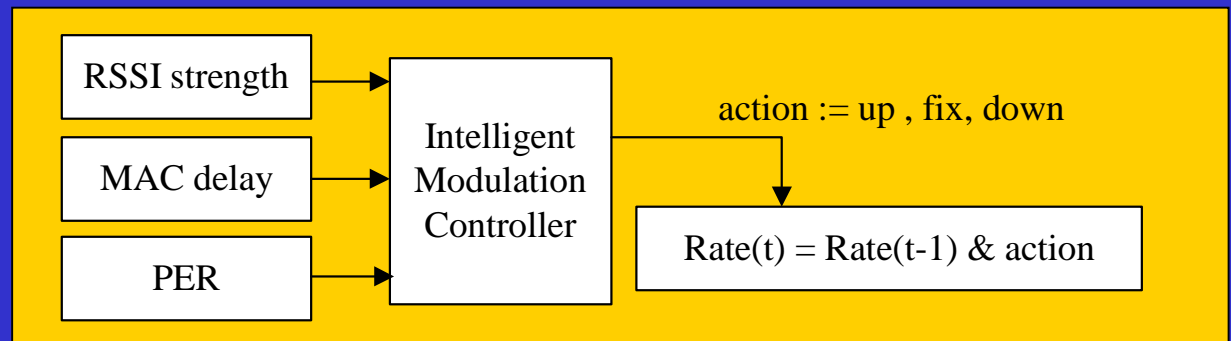 RSSI strength
MAC delay
PER
Intelligent
Modulation
Controller
action := up , fix, down
Rate(t) = Rate(t-1) & action